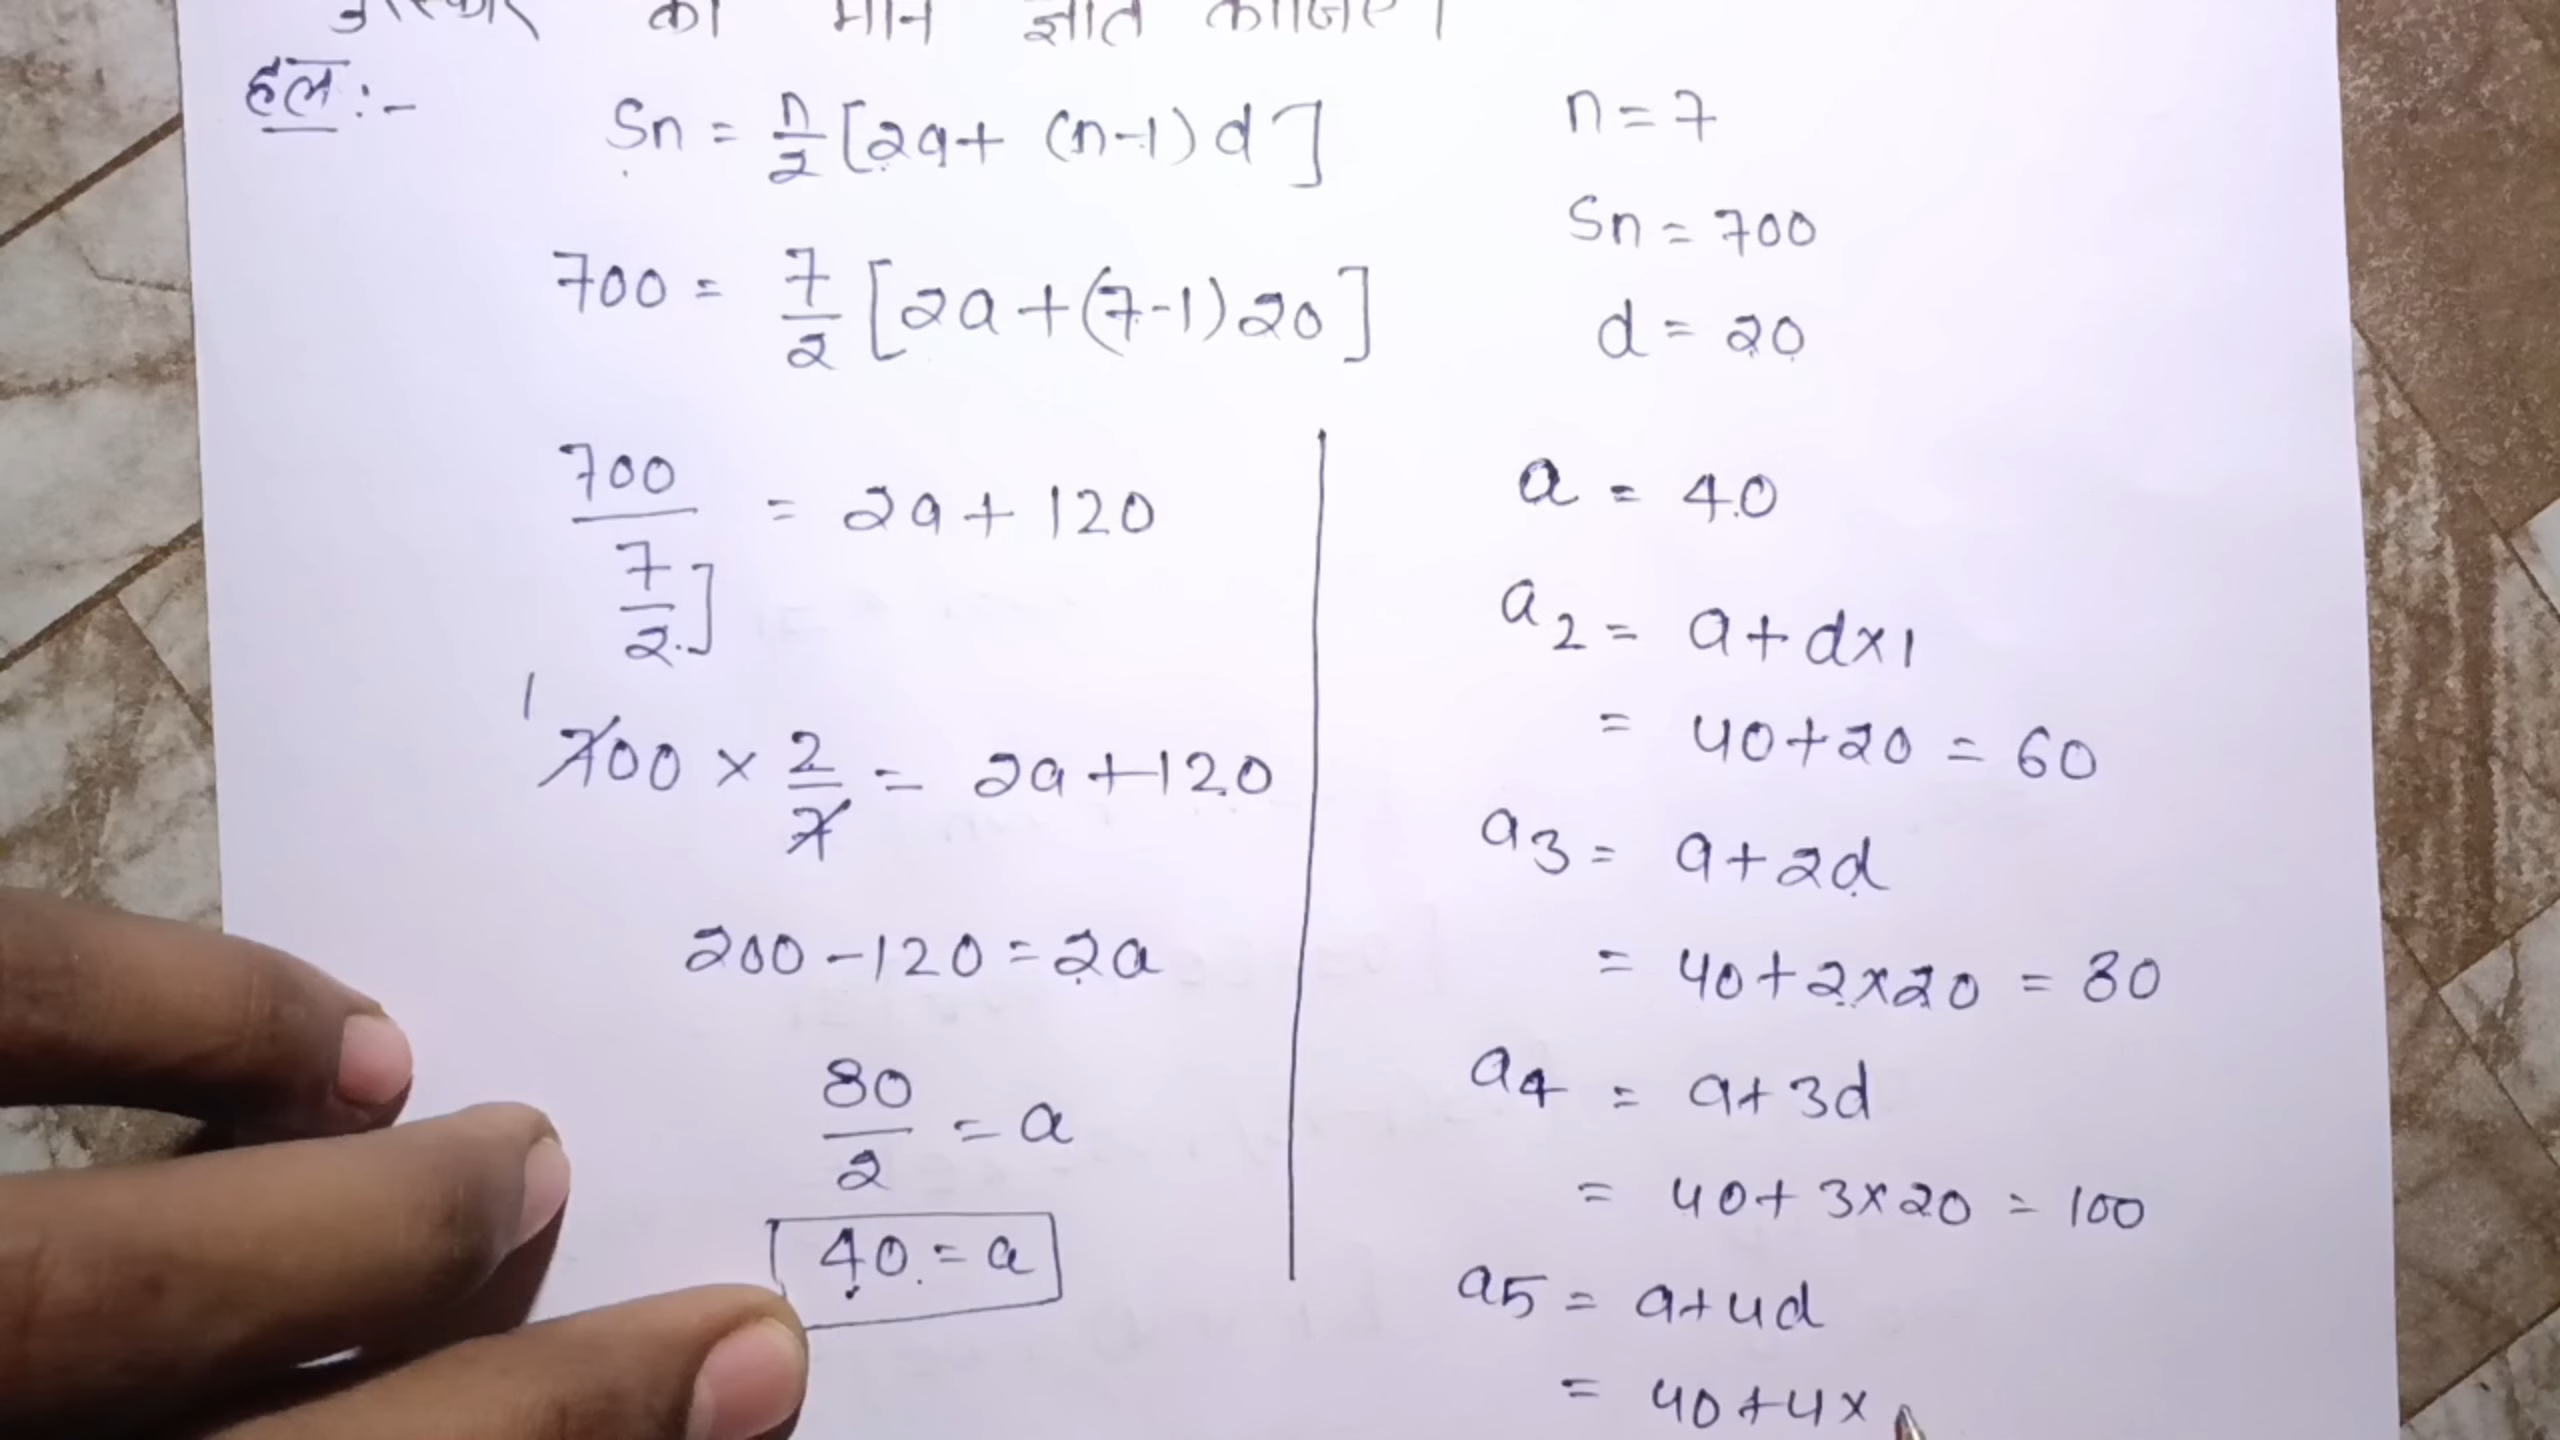 पुरस्कार का मान ज्ञात कीजिए।
हल :-
Sn = n/2 [2a + (n-1) d]
700 = 7/2 [2a + (7-1) 20]
700/(7/2) = 2a + 120
1
700 × 2/7 = 2a + 120
200 - 120 = 2a
80/2 = a
40 = a
n = 7
Sn = 700
d = 20
a = 40
a2 = a + d×1
= 40 + 20 = 60
a3 = a + 2d
= 40 + 2×20 = 80
a4 = a + 3d
= 40 + 3×20 = 100
a5 = a + 4d
= 40 + 4×